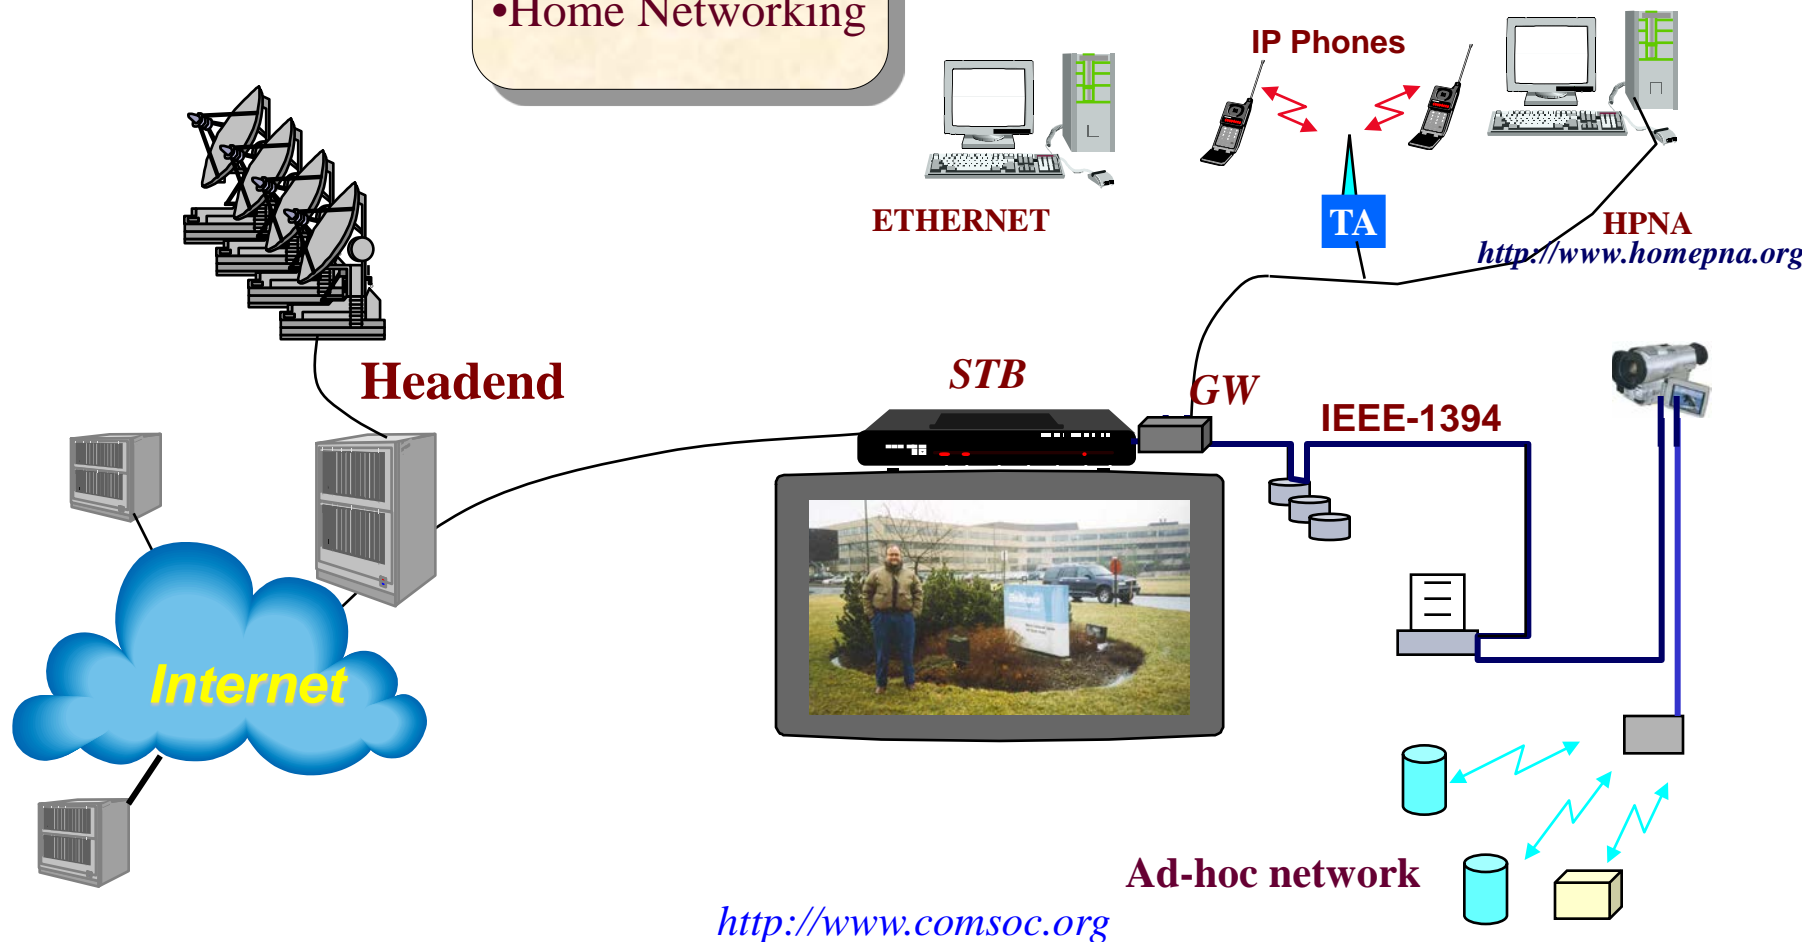 •Home Networking
IP Phones
ETHERNET
TA
HPNA
http://www.homepna.org
Headend
STB
GW
IEEE-1394
Internet
Ad-hoc network
http://www.comsoc.org